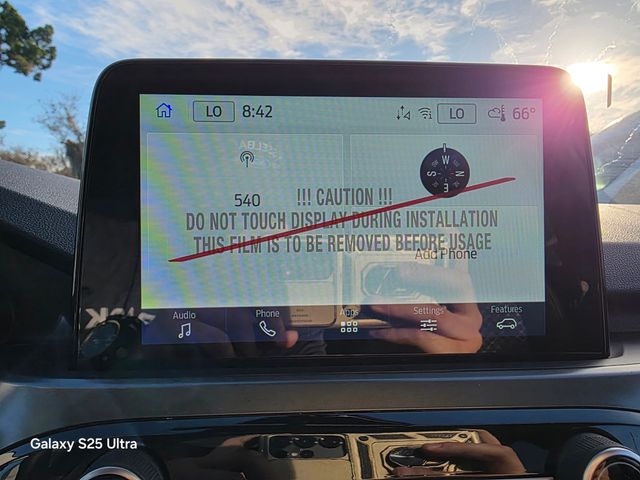 LO 8:42 LO 66°
W
S N
E
540
!!! CAUTION !!!
DO NOT TOUCH DISPLAY DURING INSTALLATION
THIS FILM IS TO BE REMOVED BEFORE USAGE
Add Phone
Audio Phone Apps Settings Features
Galaxy S25 Ultra